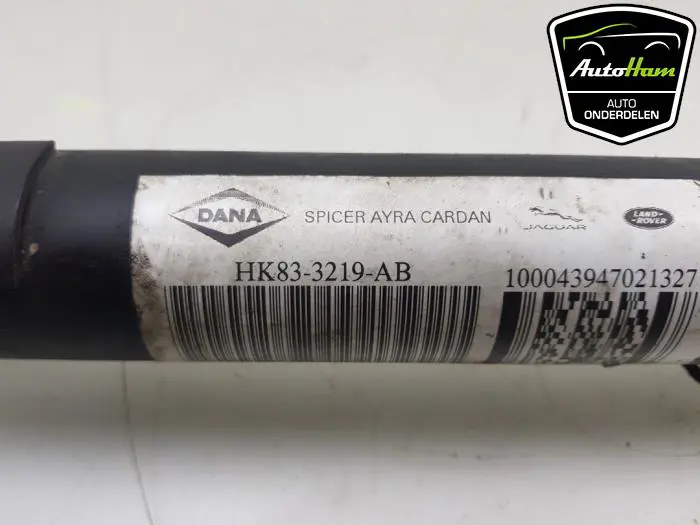 AutoHam
AUTO
ONDERDELEN
DANA
SPICER AYRA CARDAN
JAGUAR
LAND-
-ROVER
HK83-3219-AB
100043947021327